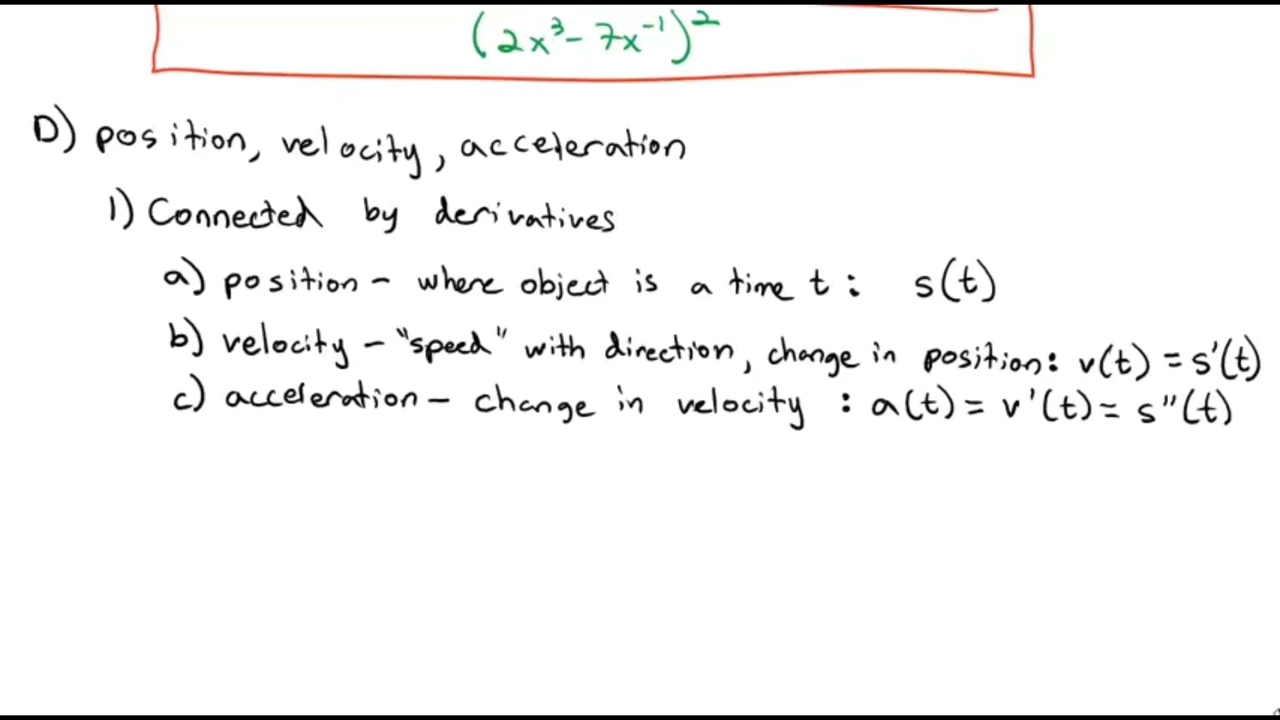 (2x³ - 7x⁻¹)²
D) position, velocity, acceleration
1) Connected by derivatives
a) position - where object is a time t : s(t)
b) velocity - "speed" with direction, change in position: v(t) = s'(t)
c) acceleration - change in velocity : a(t) = v'(t) = s"(t)